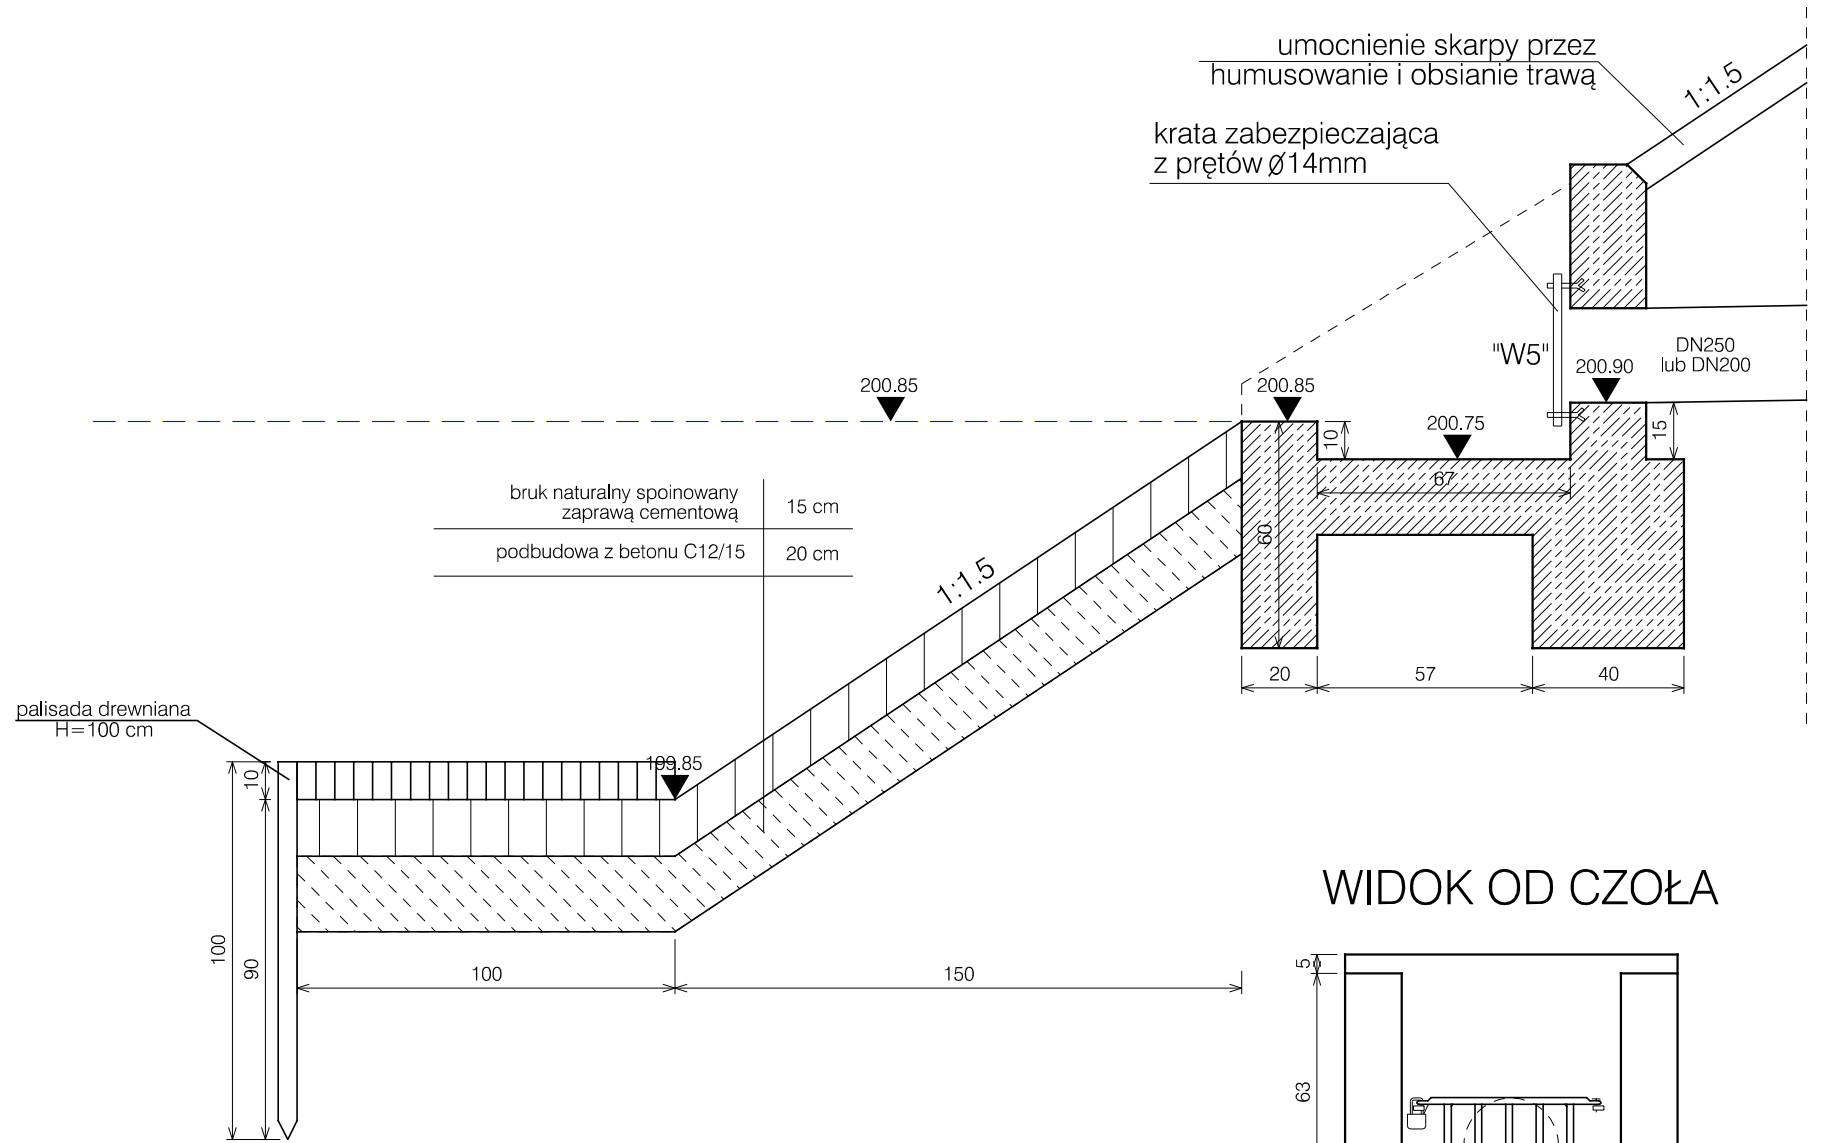 umocnienie skarpy przez
humusowanie i obsianie trawą
1:1.5
krata zabezpieczająca
z prętów Ø14mm
"W5"
DN250
lub DN200
200.90
200.85
200.85
200.75
10
15
67
60
bruk naturalny spoinowany
zaprawą cementową
15 cm
podbudowa z betonu C12/15
20 cm
1:1.5
20
57
40
palisada drewniana
H=100 cm
199.85
10
100
90
100
150
WIDOK OD CZOŁA
5
63